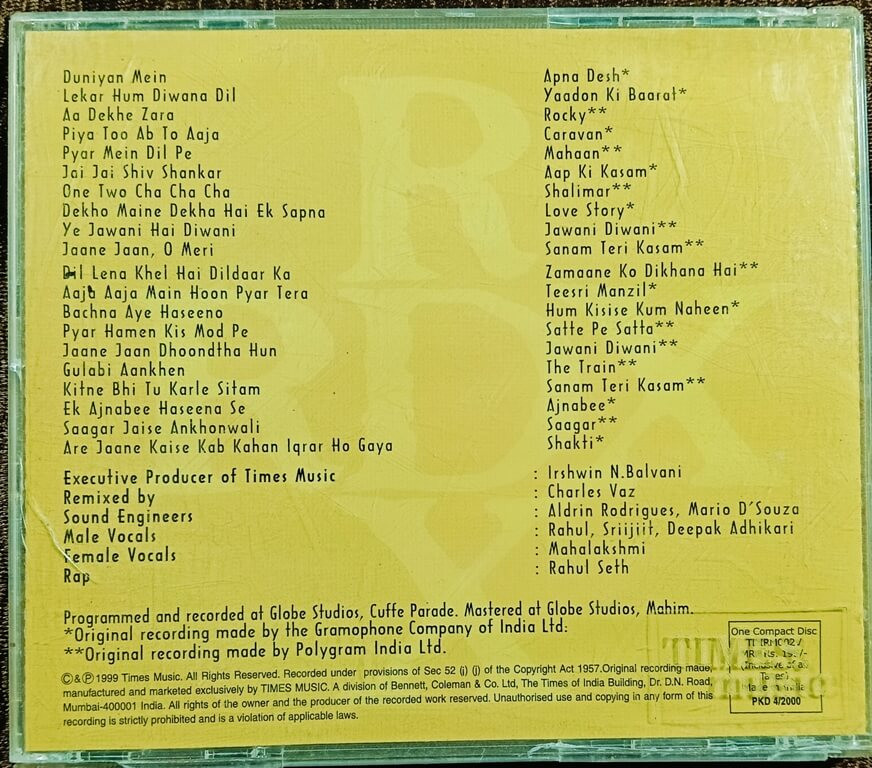 Duniyan Mein Apna Desh*
Lekar Hum Diwana Dil Yaadon Ki Baarat*
Aa Dekhe Zara Rocky**
Piya Too Ab To Aaja Caravan*
Pyar Mein Dil Pe Mahaan**
Jai Jai Shiv Shankar Aap Ki Kasam*
One Two Cha Cha Cha Shalimar**
Dekho Maine Dekha Hai Ek Sapna Love Story*
Ye Jawani Hai Diwani Jawani Diwani**
Jaane Jaan, O Meri Sanam Teri Kasam**
Dil Lena Khel Hai Dildaar Ka Zamaane Ko Dikhana Hai**
Aaja Aaja Main Hoon Pyar Tera Teesri Manzil*
Bachna Aye Haseeno Hum Kisise Kum Naheen*
Pyar Hamen Kis Mod Pe Satte Pe Satta**
Jaane Jaan Dhoondtha Hun Jawani Diwani**
Gulabi Aankhen The Train**
Kitne Bhi Tu Karle Sitam Sanam Teri Kasam**
Ek Ajnabee Haseena Se Ajnabee*
Saagar Jaise Ankhonwali Saagar**
Are Jaane Kaise Kab Kahan Iqrar Ho Gaya Shakti*
Executive Producer of Times Music : Irshwin N.Balvani
Remixed by : Charles Vaz
Sound Engineers : Aldrin Rodrigues, Mario D'Souza
Male Vocals : Rahul, Sriijiit, Deepak Adhikari
Female Vocals : Mahalakshmi
Rap : Rahul Seth
Programmed and recorded at Globe Studios, Cuffe Parade. Mastered at Globe Studios, Mahim.
*Original recording made by the Gramophone Company of India Ltd:
**Original recording made by Polygram India Ltd.
©&℗1999 Times Music. All Rights Reserved. Recorded under provisions of Sec 52 (j) (j) of the Copyright Act 1957.Original recording made,
manufactured and marketed exclusively by TIMES MUSIC. A division of Bennett, Coleman & Co. Ltd, The Times of India Building, Dr. D.N. Road,
Mumbai-400001 India. All rights of the owner and the producer of the recorded work reserved. Unauthorised use and copying in any form of this
recording is strictly prohibited and is a violation of applicable laws.
One Compact Disc
PKD 4/2000
TIMES
music
R
RDX